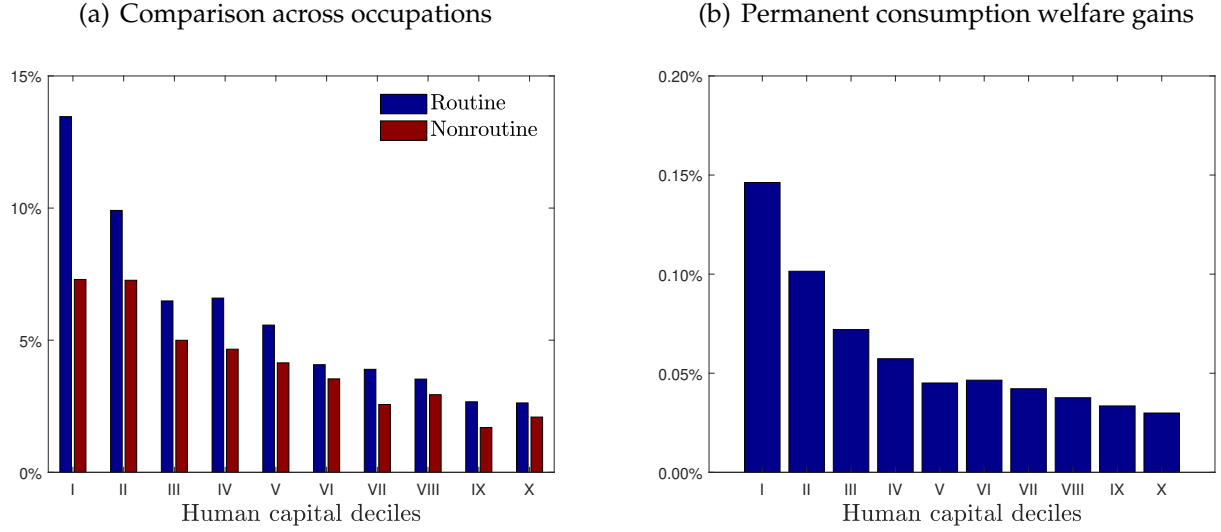 (a) Comparison across occupations
15%
10%
5%
0%
Routine
Nonroutine
I II III IV V VI VII VIII IX X
Human capital deciles
(b) Permanent consumption welfare gains
0.20%
0.15%
0.10%
0.05%
0.00%
I II III IV V VI VII VIII IX X
Human capital deciles